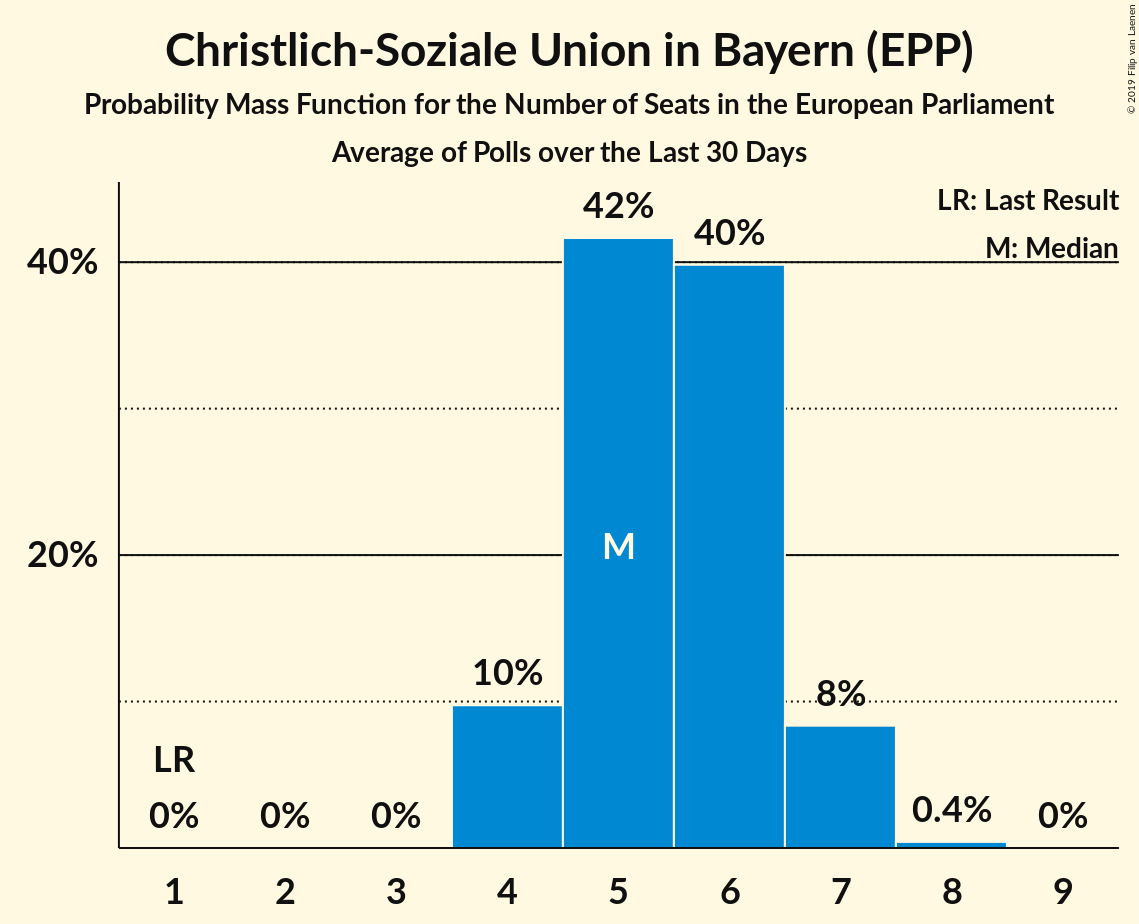 Christlich-Soziale Union in Bayern (EPP)
Probability Mass Function for the Number of Seats in the European Parliament
Average of Polls over the Last 30 Days
© 2019 Filip van Laenen
LR: Last Result
M: Median
42%
40%
40%
M
20%
10%
8%
LR
0%
0%
0%
0.4%
0%
1 2 3 4 5 6 7 8 9